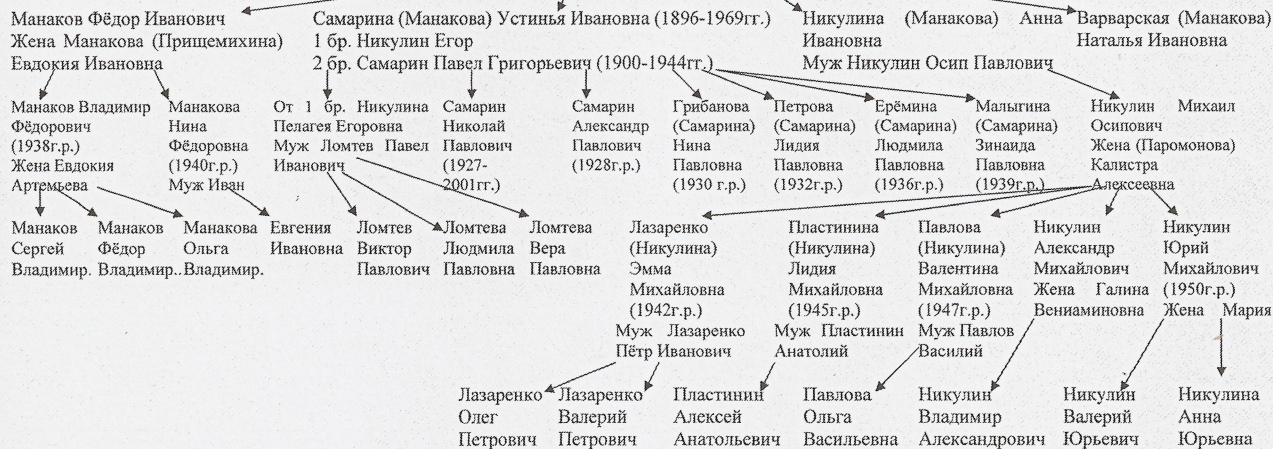 Манаков Фёдор Иванович
Жена Манакова (Прищемихина)
Евдокия Ивановна
Самарина (Манакова) Устинья Ивановна (1896-1969гг.)
1 бр. Никулин Егор
2 бр. Самарин Павел Григорьевич (1900-1944гг.)
Никулина (Манакова) Анна
Ивановна
Муж Никулин Осип Павлович
Варварская (Манакова)
Наталья Ивановна
Манаков Владимир
Фёдорович
(1938г.р.)
Жена Евдокия
Артемьева
Манакова
Нина
Фёдоровна
(1940г.р.)
Муж Иван
От 1 бр. Никулина
Пелагея Егоровна
Муж Ломтев Павел
Иванович
Самарин
Николай
Павлович
(1927-
2001гг.)
Самарин
Александр
Павлович
(1928г.р.)
Грибанова
(Самарина)
Нина
Павловна
(1930 г.р.)
Петрова
(Самарина)
Лидия
Павловна
(1932г.р.)
Ерёмина
(Самарина)
Людмила
Павловна
(1936г.р.)
Малыгина
(Самарина)
Зинаида
Павловна
(1939г.р.)
Никулин Михаил
Осипович
Жена (Паромонова)
Калистра
Алексеевна
Манаков
Сергей
Владимир.
Манаков
Фёдор
Владимир..
Манакова
Ольга
Владимир.
Евгения
Ивановна
Ломтев
Виктор
Павлович
Ломтева
Людмила
Павловна
Ломтева
Вера
Павловна
Лазаренко
(Никулина)
Эмма
Михайловна
(1942г.р.)
Муж Лазаренко
Пётр Иванович
Пластинина
(Никулина)
Лидия
Михайловна
(1945г.р.)
Муж Пластинин
Анатолий
Павлова
(Никулина)
Валентина
Михайловна
(1947г.р.)
Муж Павлов
Василий
Никулин
Александр
Михайлович
Жена Галина
Вениаминовна
Никулин
Юрий
Михайлович
(1950г.р.)
Жена Мария
Лазаренко
Олег
Петрович
Лазаренко
Валерий
Петрович
Пластинин
Алексей
Анатольевич
Павлова
Ольга
Васильевна
Никулин
Владимир
Александрович
Никулин
Валерий
Юрьевич
Никулина
Анна
Юрьевна